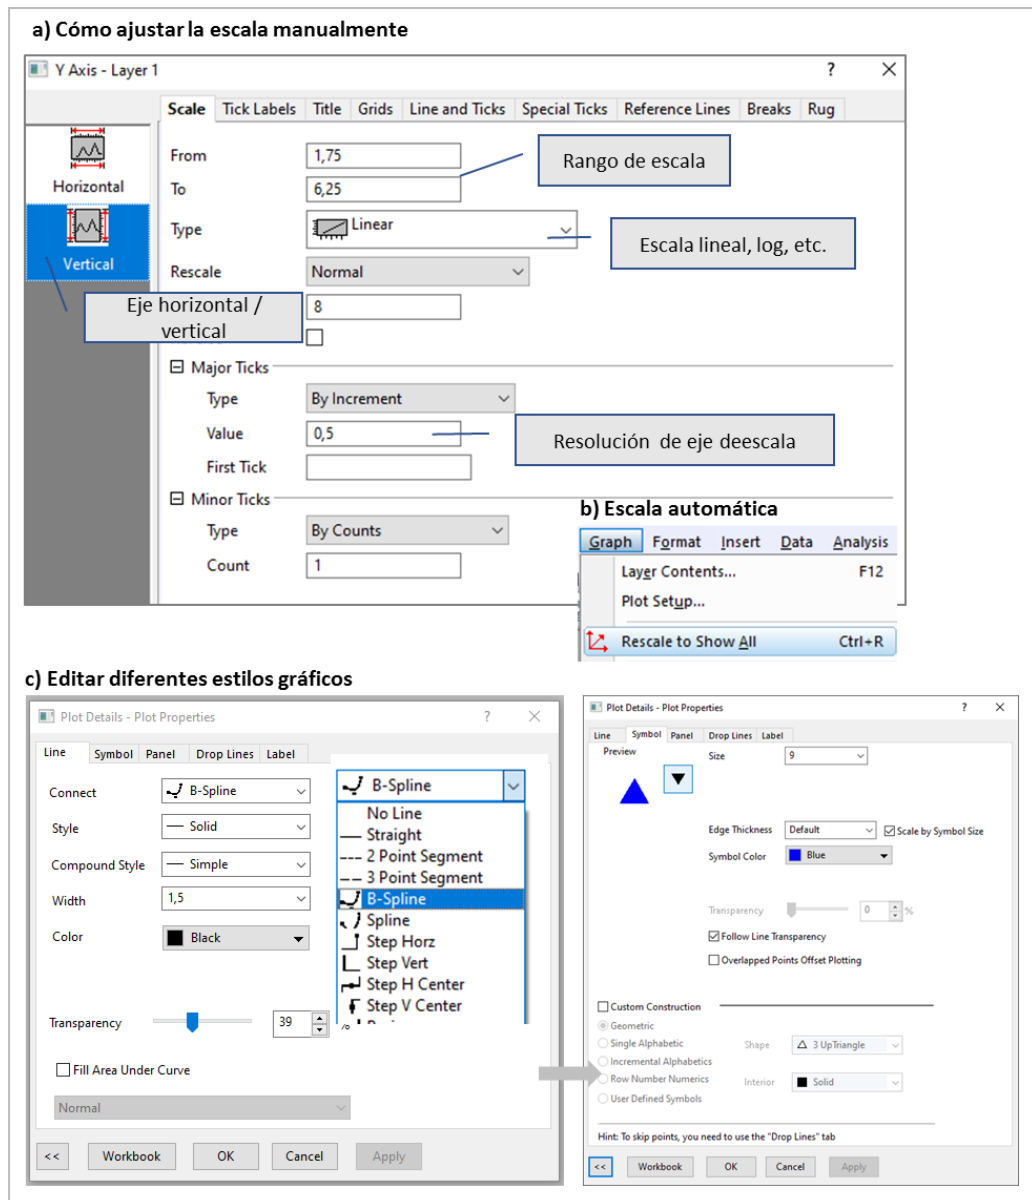 a) Cómo ajustar la escala manualmente
Y Axis - Layer 1
?
Scale Tick Labels Title Grids Line and Ticks Special Ticks Reference Lines Breaks Rug
Horizontal
Vertical
From 1,75
To 6,25
Rango de escala
Type Linear
Escala lineal, log, etc.
Rescale Normal
Eje horizontal /
vertical
8
Major Ticks
Type By Increment
Value 0,5
Resolución de eje deescala
First Tick
Minor Ticks
Type By Counts
Count 1
b) Escala automática
Graph Format Insert Data Analysis
Layer Contents... F12
Plot Setup...
Rescale to Show All Ctrl+R
c) Editar diferentes estilos gráficos
Plot Details - Plot Properties ?
Line Symbol Panel Drop Lines Label
Connect B-Spline
Style Solid
Compound Style Simple
Width 1,5
Color Black
Transparency 39
Fill Area Under Curve
Normal
<< Workbook OK Cancel Apply
B-Spline
No Line
Straight
2 Point Segment
3 Point Segment
B-Spline
Spline
Step Horz
Step Vert
Step H Center
Step V Center
Plot Details - Plot Properties ?
Line Symbol Panel Drop Lines Label
Preview
Size 9
Edge Thickness Default Scale by Symbol Size
Symbol Color Blue
Transparency 0 %
Follow Line Transparency
Overlapped Points Offset Plotting
Custom Construction
Geometric
Single Alphabetic
Shape 3 UpTriangle
Incremental Alphabetics
Row Number Numerics
Interior Solid
User Defined Symbols
Hint: To skip points, you need to use the "Drop Lines" tab
<< Workbook OK Cancel Apply